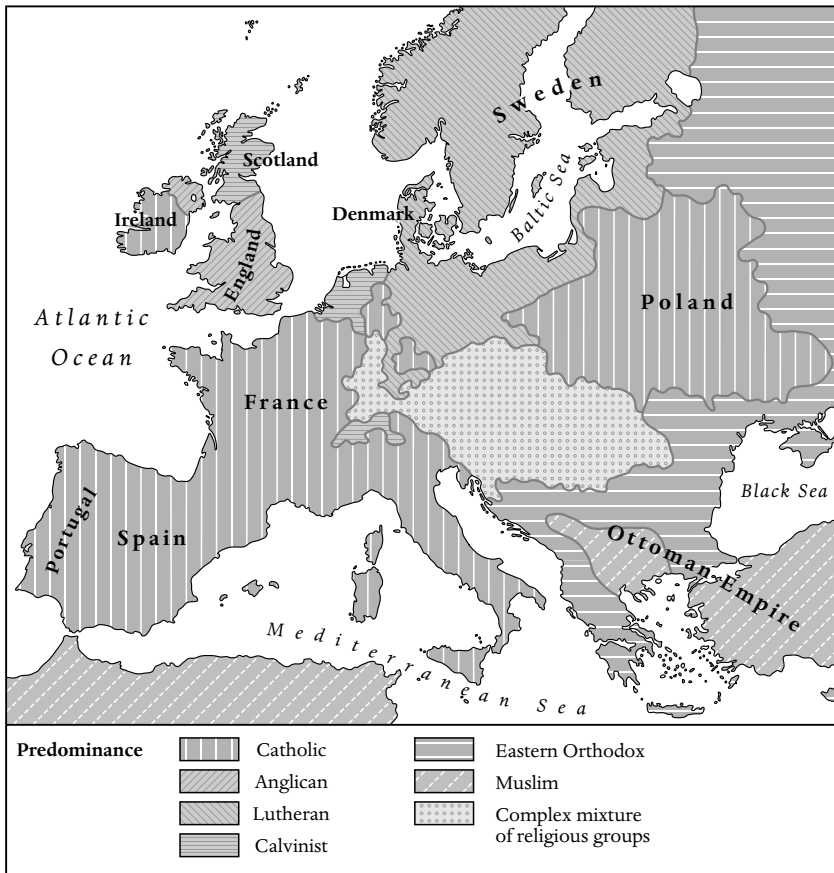 Sweden
Scotland
Ireland
Denmark
Baltic Sea
England
Poland
Atlantic
Ocean
France
Black Sea
Portugal
Spain
Ottoman Empire
Mediterranean Sea
Predominance
Catholic
Anglican
Lutheran
Calvinist
Eastern Orthodox
Muslim
Complex mixture
of religious groups